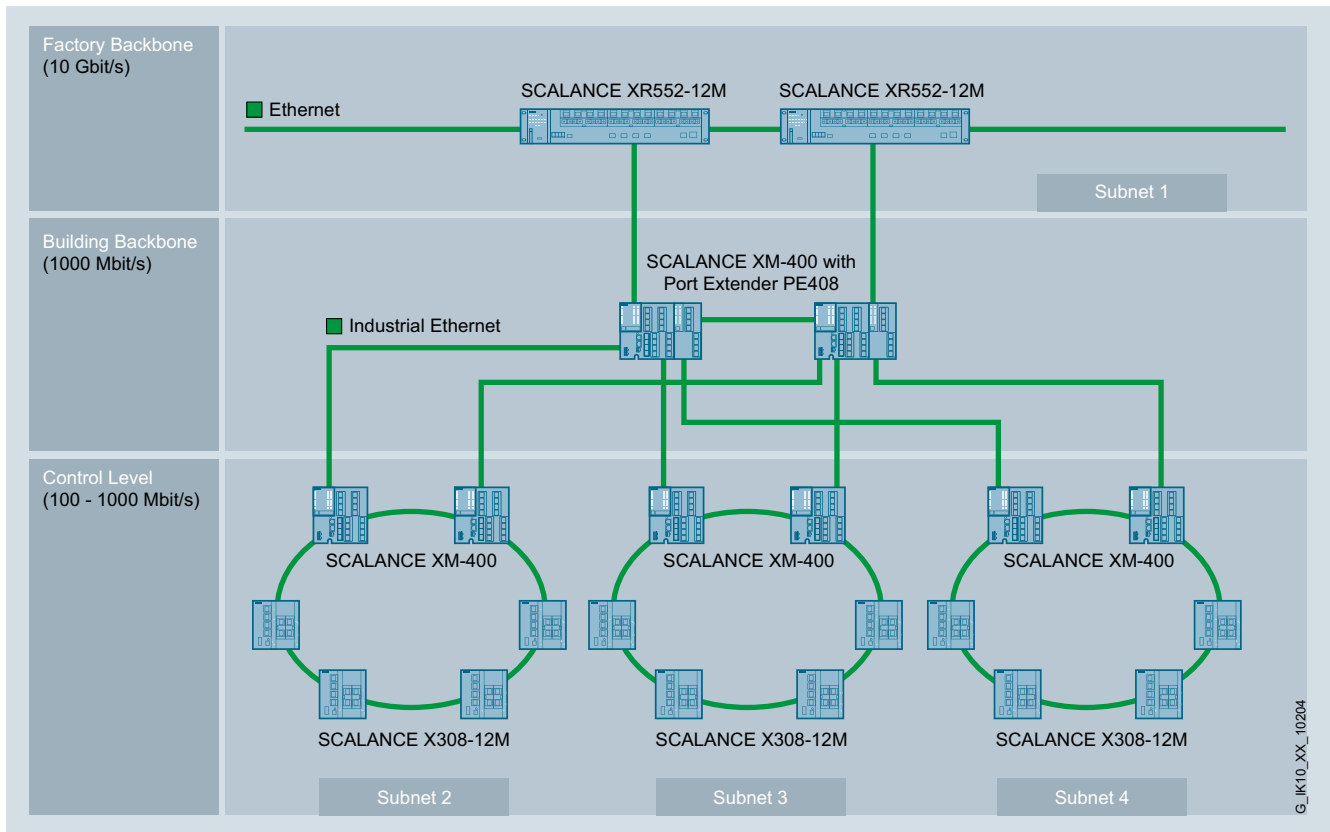 Factory Backbone
(10 Gbit/s)
SCALANCE XR552-12M
SCALANCE XR552-12M
Ethernet
Subnet 1
Building Backbone
(1000 Mbit/s)
SCALANCE XM-400 with
Port Extender PE408
Industrial Ethernet
Control Level
(100 - 1000 Mbit/s)
SCALANCE XM-400
SCALANCE XM-400
SCALANCE XM-400
SCALANCE X308-12M
SCALANCE X308-12M
SCALANCE X308-12M
Subnet 2
Subnet 3
Subnet 4
G_IK10_XX_10204